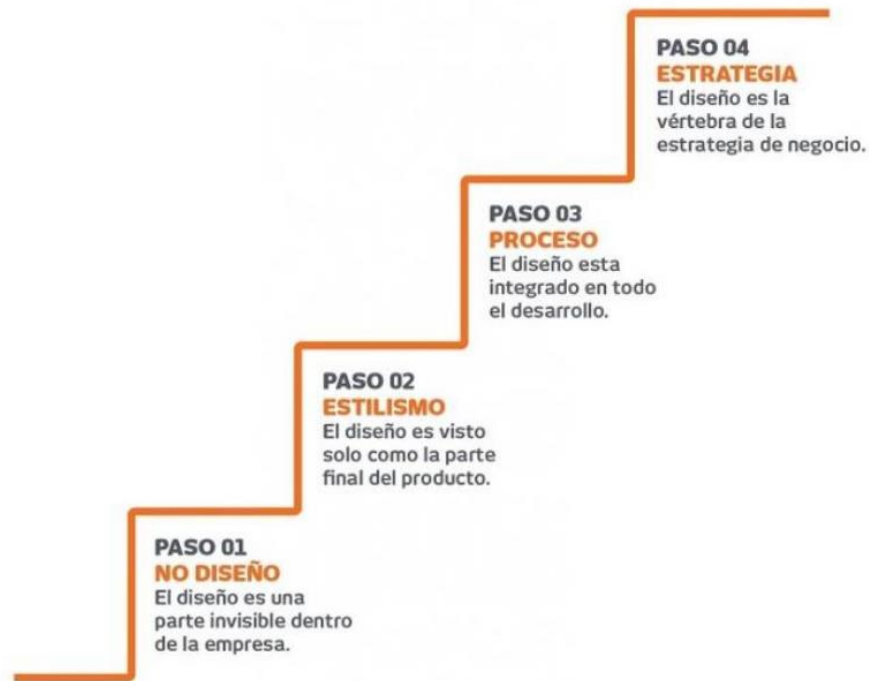 PASO 04
ESTRATEGIA
El diseño es la
vértebra de la
estrategia de negocio.
PASO 03
PROCESO
El diseño esta
integrado en todo
el desarrollo.
PASO 02
ESTILISMO
El diseño es visto
solo como la parte
final del producto.
PASO 01
NO DISEÑO
El diseño es una
parte invisible dentro
de la empresa.